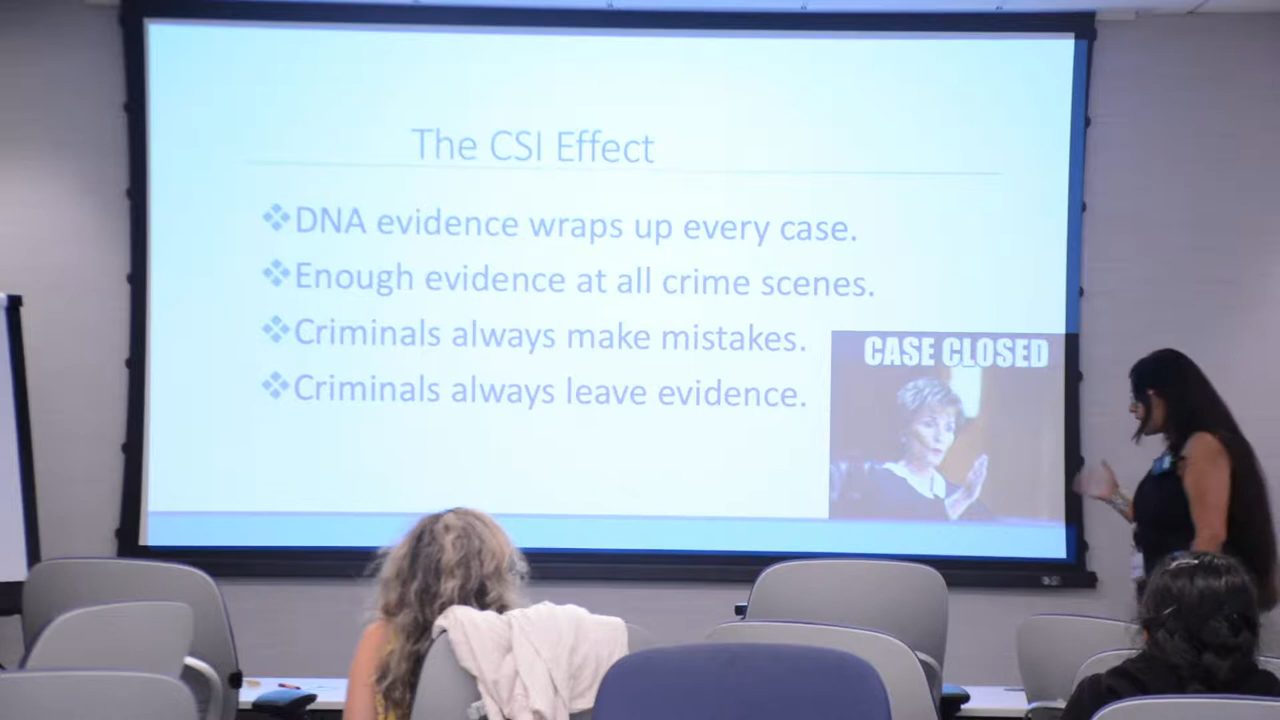 The CSI Effect
DNA evidence wraps up every case.
Enough evidence at all crime scenes.
Criminals always make mistakes.
Criminals always leave evidence.
CASE CLOSED